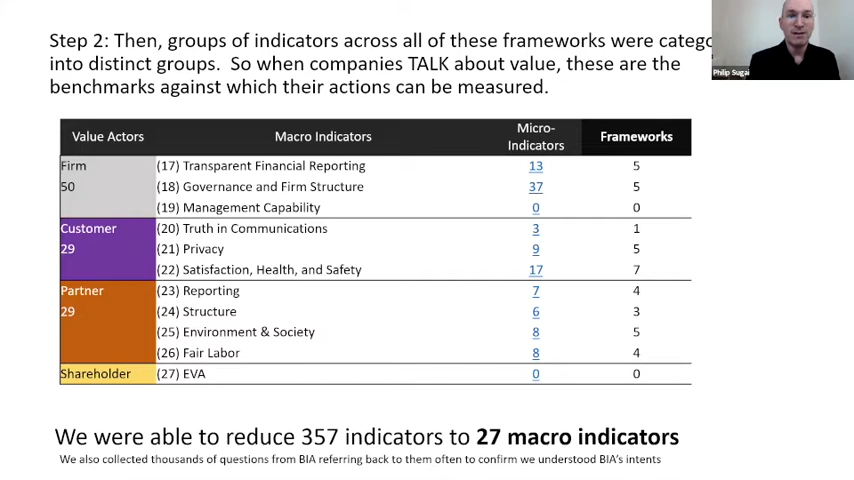 Step 2: Then, groups of indicators across all of these frameworks were catego
into distinct groups. So when companies TALK about value, these are the
benchmarks against which their actions can be measured.
Philip Sugai
Value Actors Macro Indicators Micro-Indicators Frameworks
Firm (17) Transparent Financial Reporting 13 5
50 (18) Governance and Firm Structure 37 5
(19) Management Capability 0 0
Customer (20) Truth in Communications 3 1
29 (21) Privacy 9 5
(22) Satisfaction, Health, and Safety 17 7
Partner (23) Reporting 7 4
29 (24) Structure 6 3
(25) Environment & Society 8 5
(26) Fair Labor 8 4
Shareholder (27) EVA 0 0
We were able to reduce 357 indicators to 27 macro indicators
We also collected thousands of questions from BIA referring back to them often to confirm we understood BIA's intents